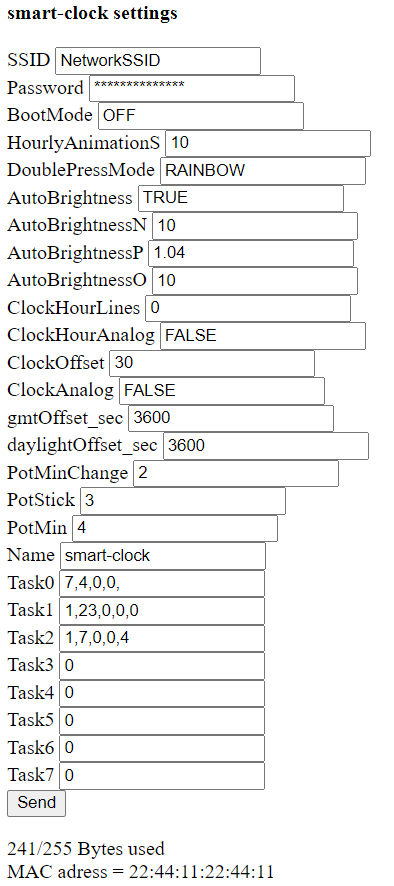 smart-clock settings
SSID NetworkSSID
Password **************
BootMode OFF
HourlyAnimationS 10
DoublePressMode RAINBOW
AutoBrightness TRUE
AutoBrightnessN 10
AutoBrightnessP 1.04
AutoBrightnessO 10
ClockHourLines 0
ClockHourAnalog FALSE
ClockOffset 30
ClockAnalog FALSE
gmtOffset_sec 3600
daylightOffset_sec 3600
PotMinChange 2
PotStick 3
PotMin 4
Name smart-clock
Task0 7,4,0,0,
Task1 1,23,0,0,0
Task2 1,7,0,0,4
Task3 0
Task4 0
Task5 0
Task6 0
Task7 0
Send
241/255 Bytes used
MAC adress = 22:44:11:22:44:11